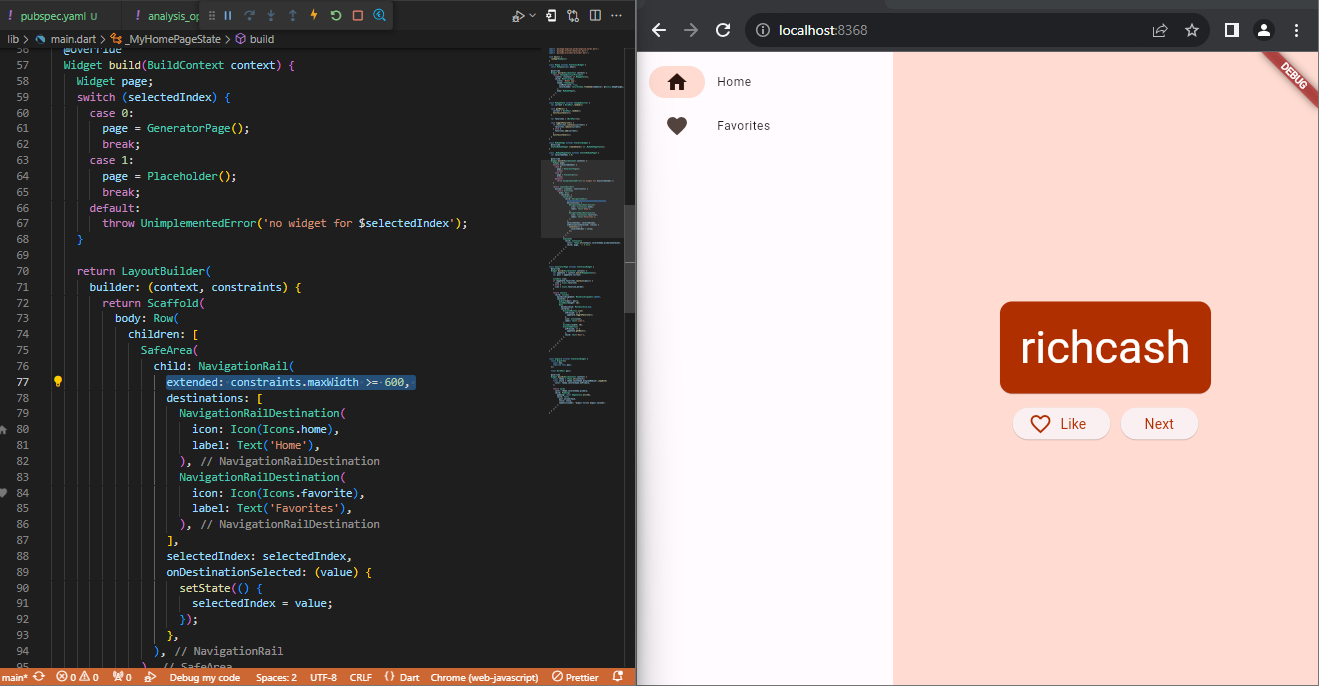 pubspec.yaml U
analysis_op
lib > main.dart > _MyHomePageState > build
56 @override
57 Widget build(BuildContext context) {
58 Widget page;
59 switch (selectedIndex) {
60 case 0:
61 page = GeneratorPage();
62 break;
63 case 1:
64 page = Placeholder();
65 break;
66 default:
67 throw UnimplementedError('no widget for $selectedIndex');
68 }
69
70 return LayoutBuilder(
71 builder: (context, constraints) {
72 return Scaffold(
73 body: Row(
74 children: [
75 SafeArea(
76 child: NavigationRail(
77 extended: constraints.maxWidth >= 600,
78 destinations: [
79 NavigationRailDestination(
80 icon: Icon(Icons.home),
81 label: Text('Home'),
82 ), // NavigationRailDestination
83 NavigationRailDestination(
84 icon: Icon(Icons.favorite),
85 label: Text('Favorites'),
86 ), // NavigationRailDestination
87 ],
88 selectedIndex: selectedIndex,
89 onDestinationSelected: (value) {
90 setState(() {
91 selectedIndex = value;
92 });
93 },
94 ), // NavigationRail
95 ), // SafeArea
main* 0 0 0 Debug my code Spaces: 2 UTF-8 CRLF {} Dart Chrome (web-javascript) Prettier
localhost:8368
DEBUG
Home
Favorites
richcash
Like
Next